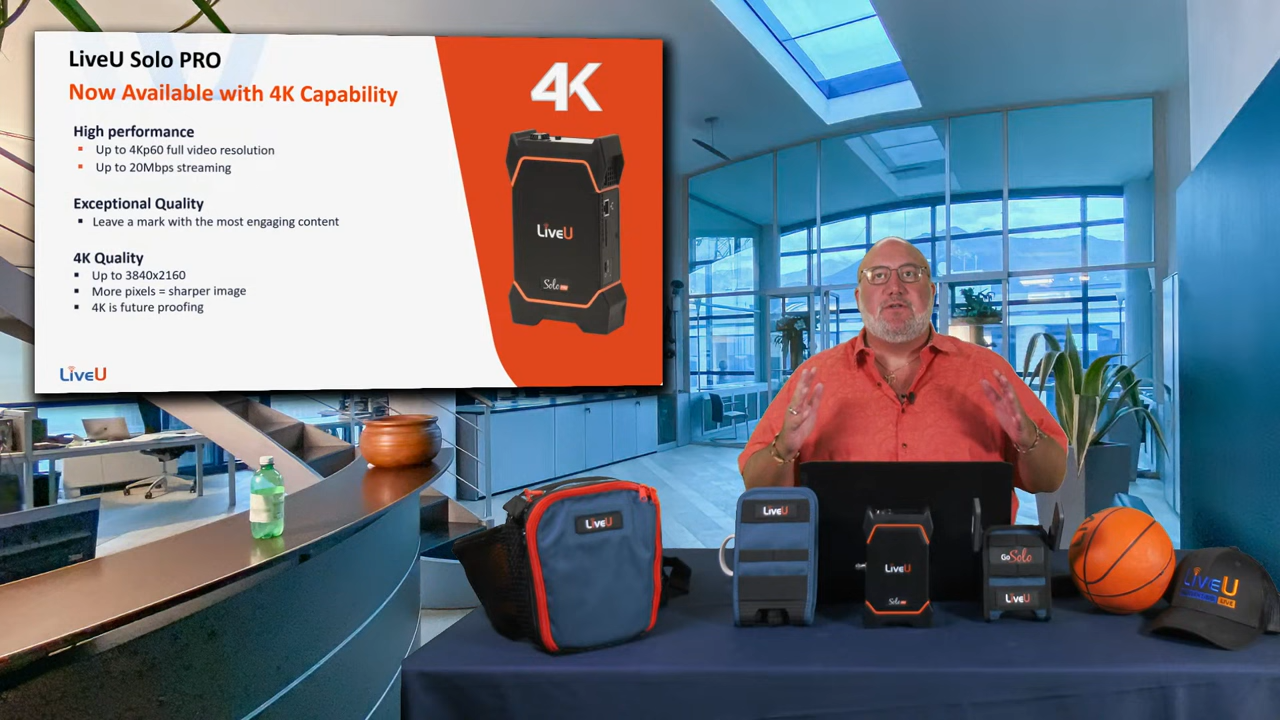 LiveU Solo PRO
Now Available with 4K Capability
High performance
Up to 4Kp60 full video resolution
Up to 20Mbps streaming
Exceptional Quality
Leave a mark with the most engaging content
4K Quality
Up to 3840x2160
More pixels = sharper image
4K is future proofing
LiveU
4K
LiveU
Solo
LiveU
LiveU
LiveU
Solo
GoSolo
LiveU
LiveU
LIVE